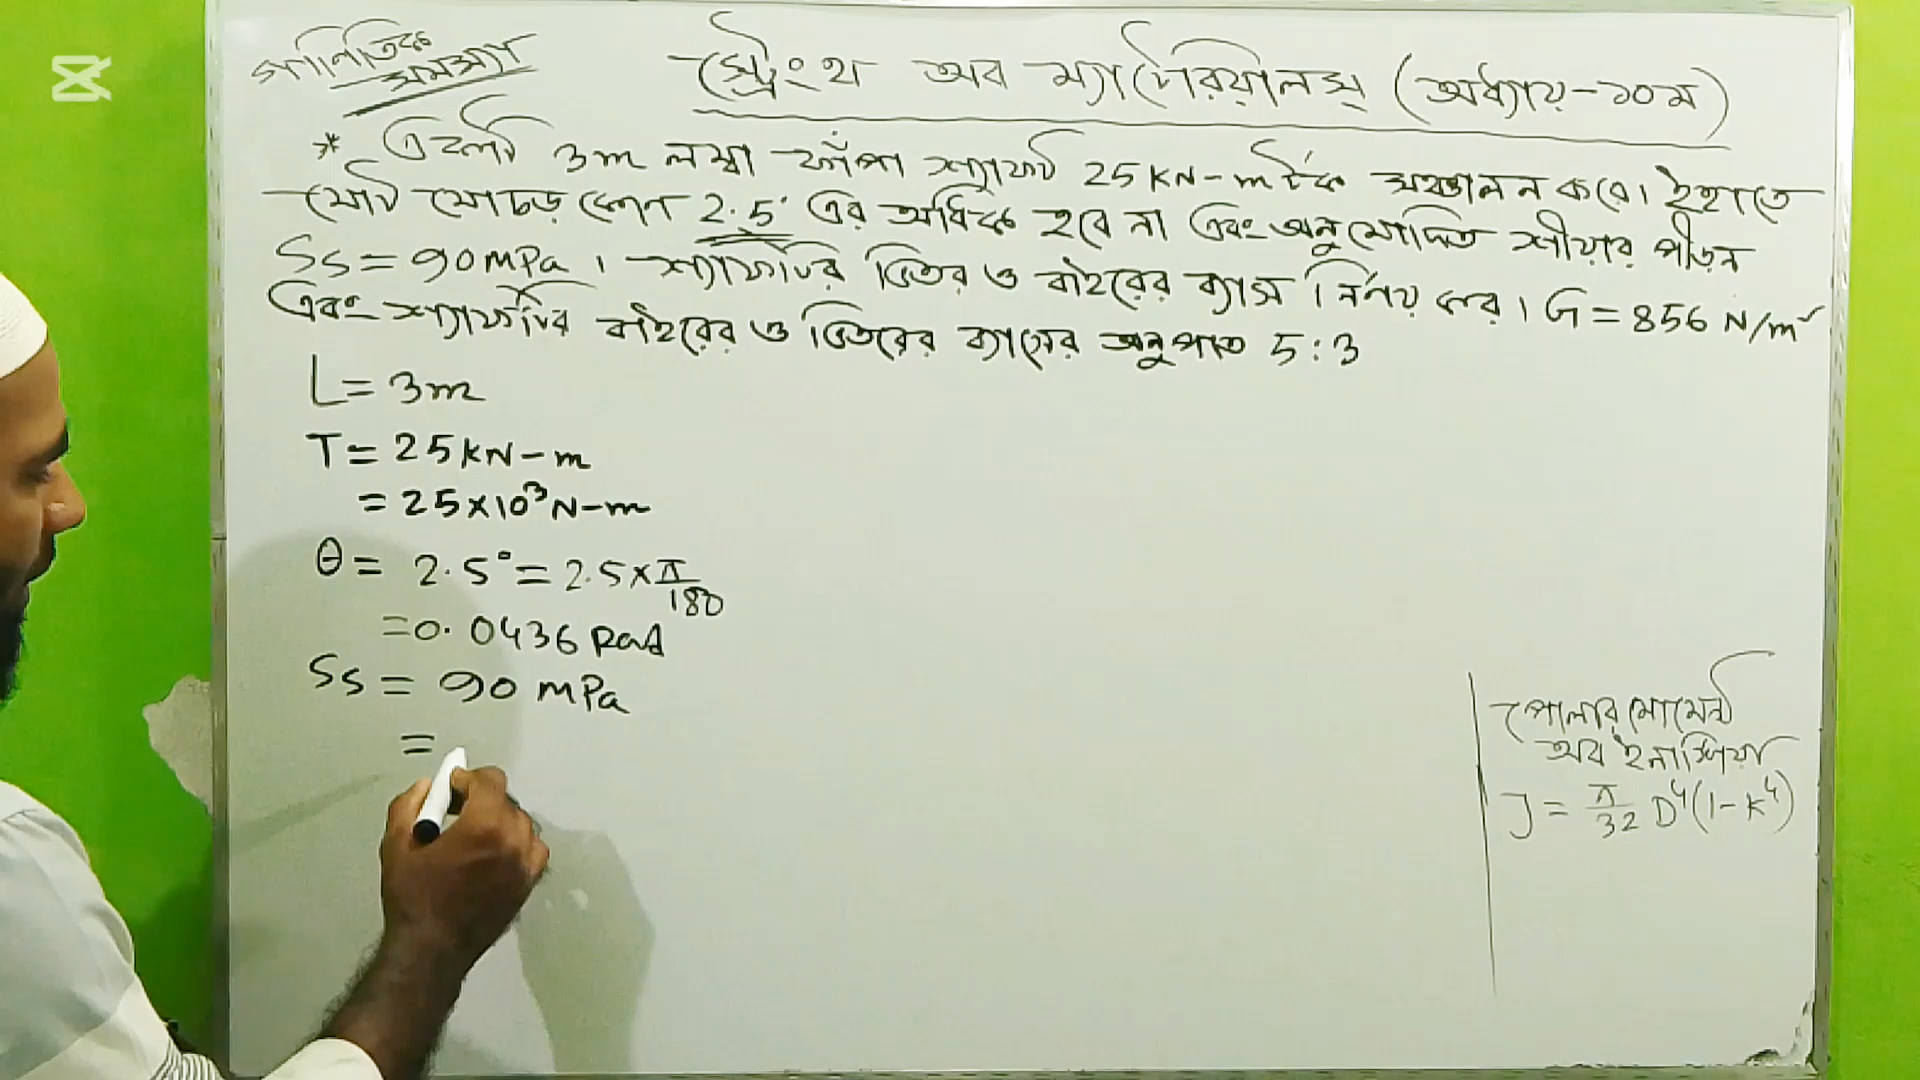 গাণিতিক
সমস্যা
স্ট্রেংথ অব ম্যাটেরিয়ালস্ (অধ্যায়-১০ম)
* একটি 3m লম্বা ফাঁপা শ্যাফট 25KN-m টর্ক সঞ্চালন করে। ইহাতে
মোট মোচড় কোণ 2.5° এর অধিক হবে না এবং অনুমোদিত শীয়ার পীড়ন
Ss = 90mPa । শ্যাফটটির ভিতর ও বাইরের ব্যাস নির্ণয় কর। G = 856 N/m²
এবং শ্যাফটটির বাইরের ও ভিতরের ব্যাসের অনুপাত 5:3
L = 3m
T = 25kN-m
= 25×10³N-m
θ = 2.5° = 2.5×π/180
=0.0436 Rad
Ss = 90 mPa
=
পোলার মোমেন্ট
অব ইনার্শিয়া
J = π/32 D⁴(1-K⁴)